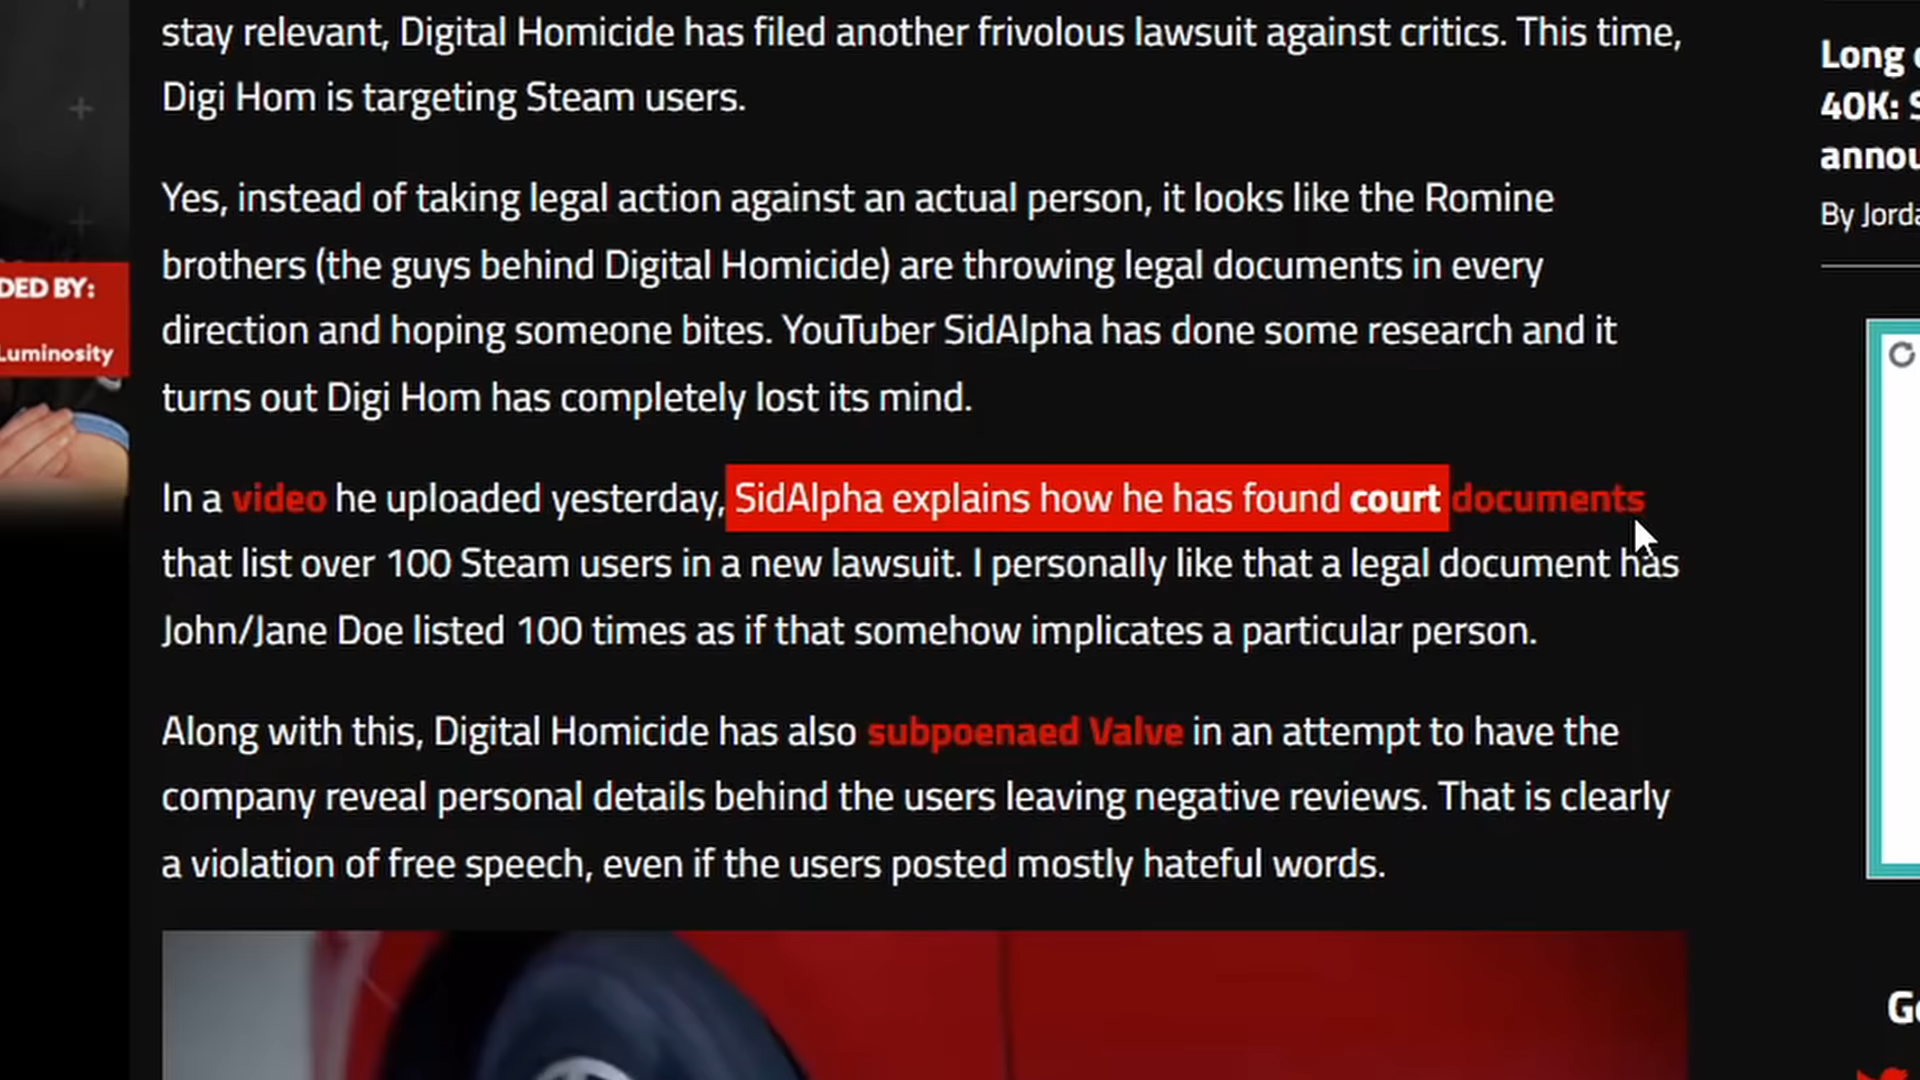 stay relevant, Digital Homicide has filed another frivolous lawsuit against critics. This time,
Digi Hom is targeting Steam users.
Yes, instead of taking legal action against an actual person, it looks like the Romine
brothers (the guys behind Digital Homicide) are throwing legal documents in every
direction and hoping someone bites. YouTuber SidAlpha has done some research and it
turns out Digi Hom has completely lost its mind.
In a video he uploaded yesterday, SidAlpha explains how he has found court documents
that list over 100 Steam users in a new lawsuit. I personally like that a legal document has
John/Jane Doe listed 100 times as if that somehow implicates a particular person.
Along with this, Digital Homicide has also subpoenaed Valve in an attempt to have the
company reveal personal details behind the users leaving negative reviews. That is clearly
a violation of free speech, even if the users posted mostly hateful words.
DED BY:
Luminosity
Long
40K:
By